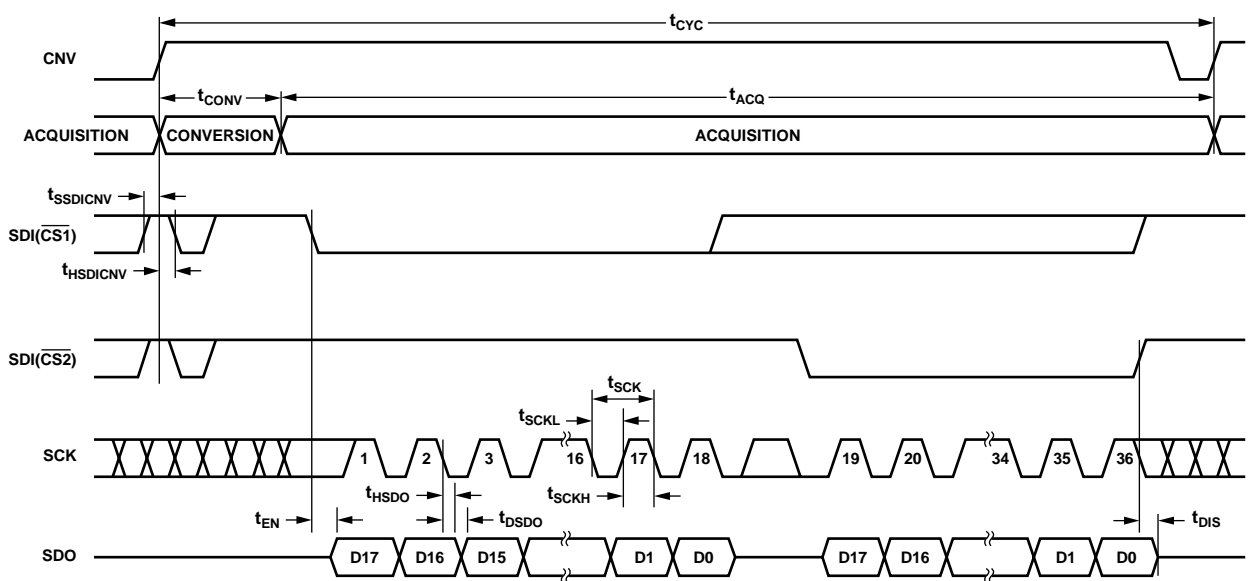 tCYC
CNV
tCONV
tACQ
ACQUISITION CONVERSION ACQUISITION
tSSDICNV
SDI(CS1)
tHSDICNV
SDI(CS2)
tSCK
tSCKL
SCK 1 2 3 16 17 18 19 20 34 35 36
tHSDO
tSCKH
tEN
tDSDO
tDIS
SDO D17 D16 D15 D1 D0 D17 D16 D1 D0